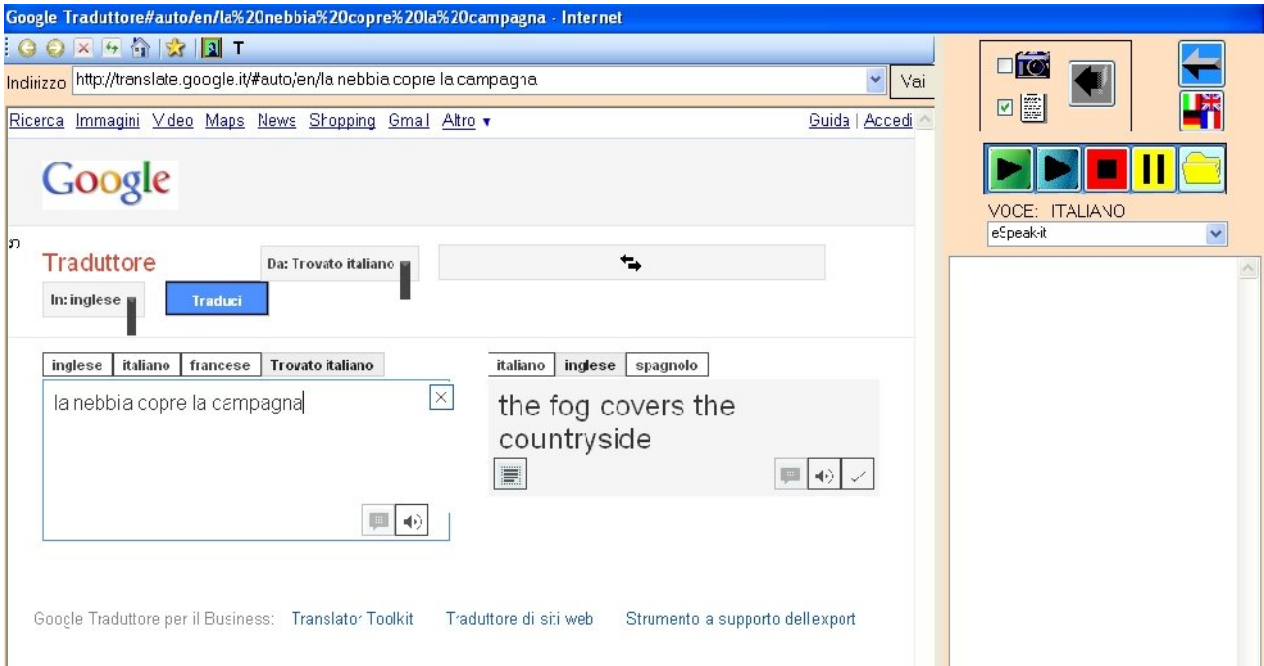 Google Traduttore#auto/en/la%20nebbia%20copre%20la%20campagna - Internet
T
Indirizzo http://translate.google.it/#auto/en/la nebbia copre la campagna Vai
Ricerca Immagini Video Maps News Shopping Gmail Altro ▼ Guida | Accedi
Google
Traduttore Da: Trovato italiano
In: inglese Traduci
inglese italiano francese Trovato italiano
la nebbia copre la campagna
italiano inglese spagnolo
the fog covers the
countryside
Google Traduttore per il Business: Translator Toolkit Traduttore di siti web Strumento a supporto dell'export
VOCE: ITALIANO
eSpeak-it